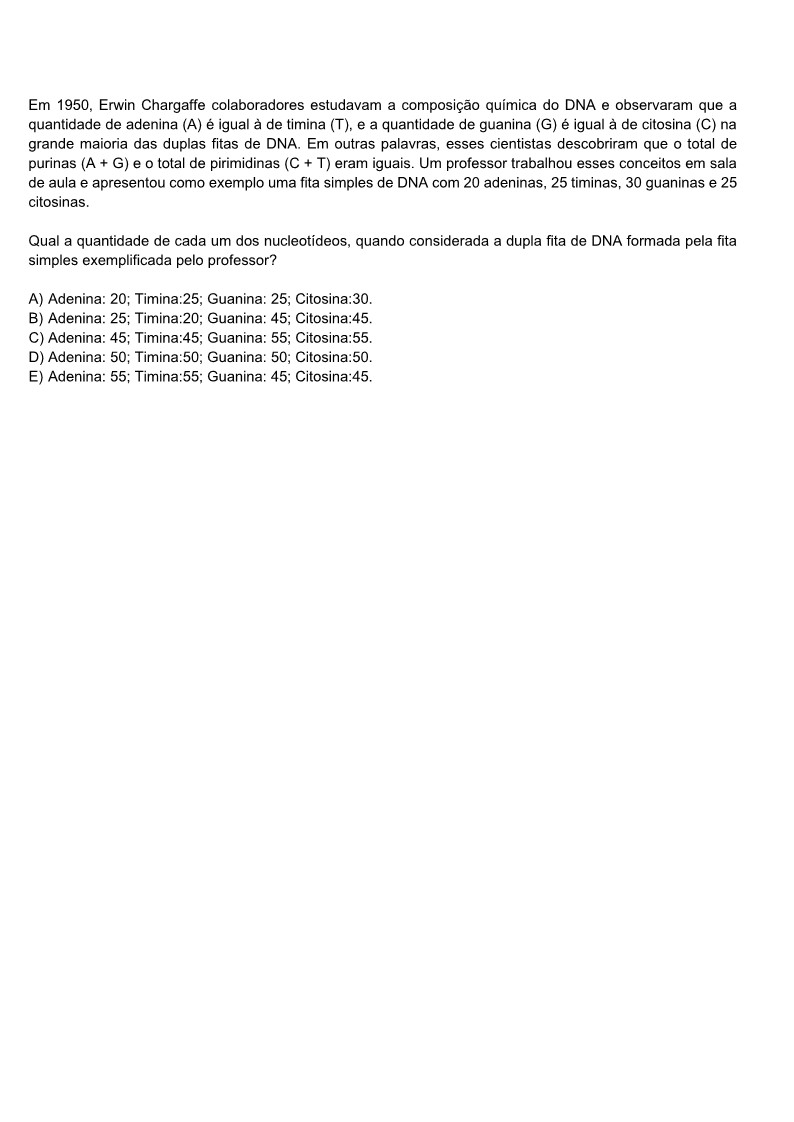 Em 1950, Erwin Chargaffe colaboradores estudavam a composição química do DNA e observaram que a
quantidade de adenina (A) é igual à de timina (T), e a quantidade de guanina (G) é igual à de citosina (C) na
grande maioria das duplas fitas de DNA. Em outras palavras, esses cientistas descobriram que o total de
purinas (A + G) e o total de pirimidinas (C + T) eram iguais. Um professor trabalhou esses conceitos em sala
de aula e apresentou como exemplo uma fita simples de DNA com 20 adeninas, 25 timinas, 30 guaninas e 25
citosinas.
Qual a quantidade de cada um dos nucleotídeos, quando considerada a dupla fita de DNA formada pela fita
simples exemplificada pelo professor?
A) Adenina: 20; Timina:25; Guanina: 25; Citosina:30.
B) Adenina: 25; Timina:20; Guanina: 45; Citosina:45.
C) Adenina: 45; Timina:45; Guanina: 55; Citosina:55.
D) Adenina: 50; Timina:50; Guanina: 50; Citosina:50.
E) Adenina: 55; Timina:55; Guanina: 45; Citosina:45.